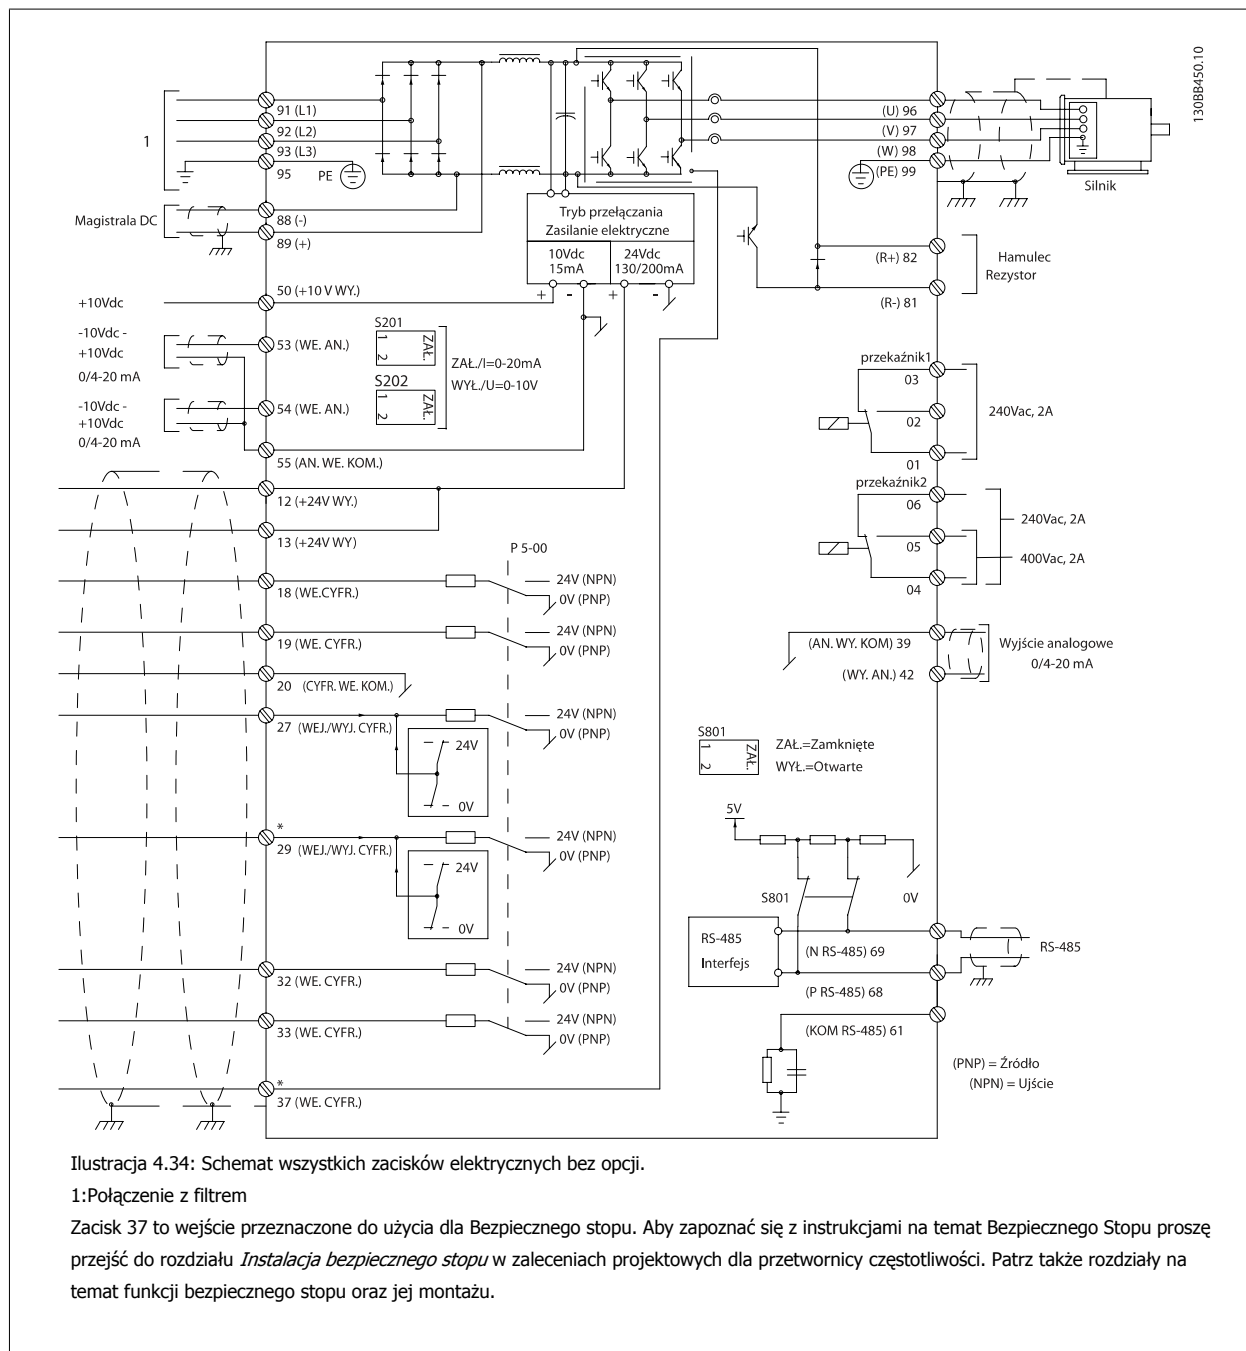 130BB450.10
1
91 (L1)
92 (L2)
93 (L3)
95
PE
Magistrala DC
88 (-)
89 (+)
Tryb przełączania
Zasilanie elektryczne
10Vdc
15mA
24Vdc
130/200mA
+
-
+
-
(U) 96
(V) 97
(W) 98
(PE) 99
Silnik
(R+) 82
Hamulec
Rezystor
(R-) 81
+10Vdc
50 (+10 V WY.)
-10Vdc -
+10Vdc
0/4-20 mA
53 (WE. AN.)
S201
1
2
ZAŁ.
S202
1
2
ZAŁ.
ZAŁ./I=0-20mA
WYŁ./U=0-10V
-10Vdc -
+10Vdc
0/4-20 mA
54 (WE. AN.)
55 (AN. WE. KOM.)
12 (+24V WY.)
13 (+24V WY)
P 5-00
18 (WE.CYFR.)
24V (NPN)
0V (PNP)
19 (WE. CYFR.)
24V (NPN)
0V (PNP)
20 (CYFR. WE. KOM.)
27 (WEJ./WYJ. CYFR.)
24V (NPN)
0V (PNP)
24V
0V
*
29 (WEJ./WYJ. CYFR.)
24V (NPN)
0V (PNP)
24V
0V
32 (WE. CYFR.)
24V (NPN)
0V (PNP)
33 (WE. CYFR.)
24V (NPN)
0V (PNP)
*
37 (WE. CYFR.)
przekaźnik1
03
02
01
240Vac, 2A
przekaźnik2
06
05
04
240Vac, 2A
400Vac, 2A
(AN. WY. KOM) 39
(WY. AN.) 42
Wyjście analogowe
0/4-20 mA
S801
1
2
ZAŁ.
ZAŁ.=Zamknięte
WYŁ.=Otwarte
5V
S801
0V
RS-485
Interfejs
(N RS-485) 69
RS-485
(P RS-485) 68
(KOM RS-485) 61
(PNP) = Źródło
(NPN) = Ujście
Ilustracja 4.34: Schemat wszystkich zacisków elektrycznych bez opcji.
1:Połączenie z filtrem
Zacisk 37 to wejście przeznaczone do użycia dla Bezpiecznego stopu. Aby zapoznać się z instrukcjami na temat Bezpiecznego Stopu proszę
przejść do rozdziału Instalacja bezpiecznego stopu w zaleceniach projektowych dla przetwornicy częstotliwości. Patrz także rozdziały na
temat funkcji bezpiecznego stopu oraz jej montażu.